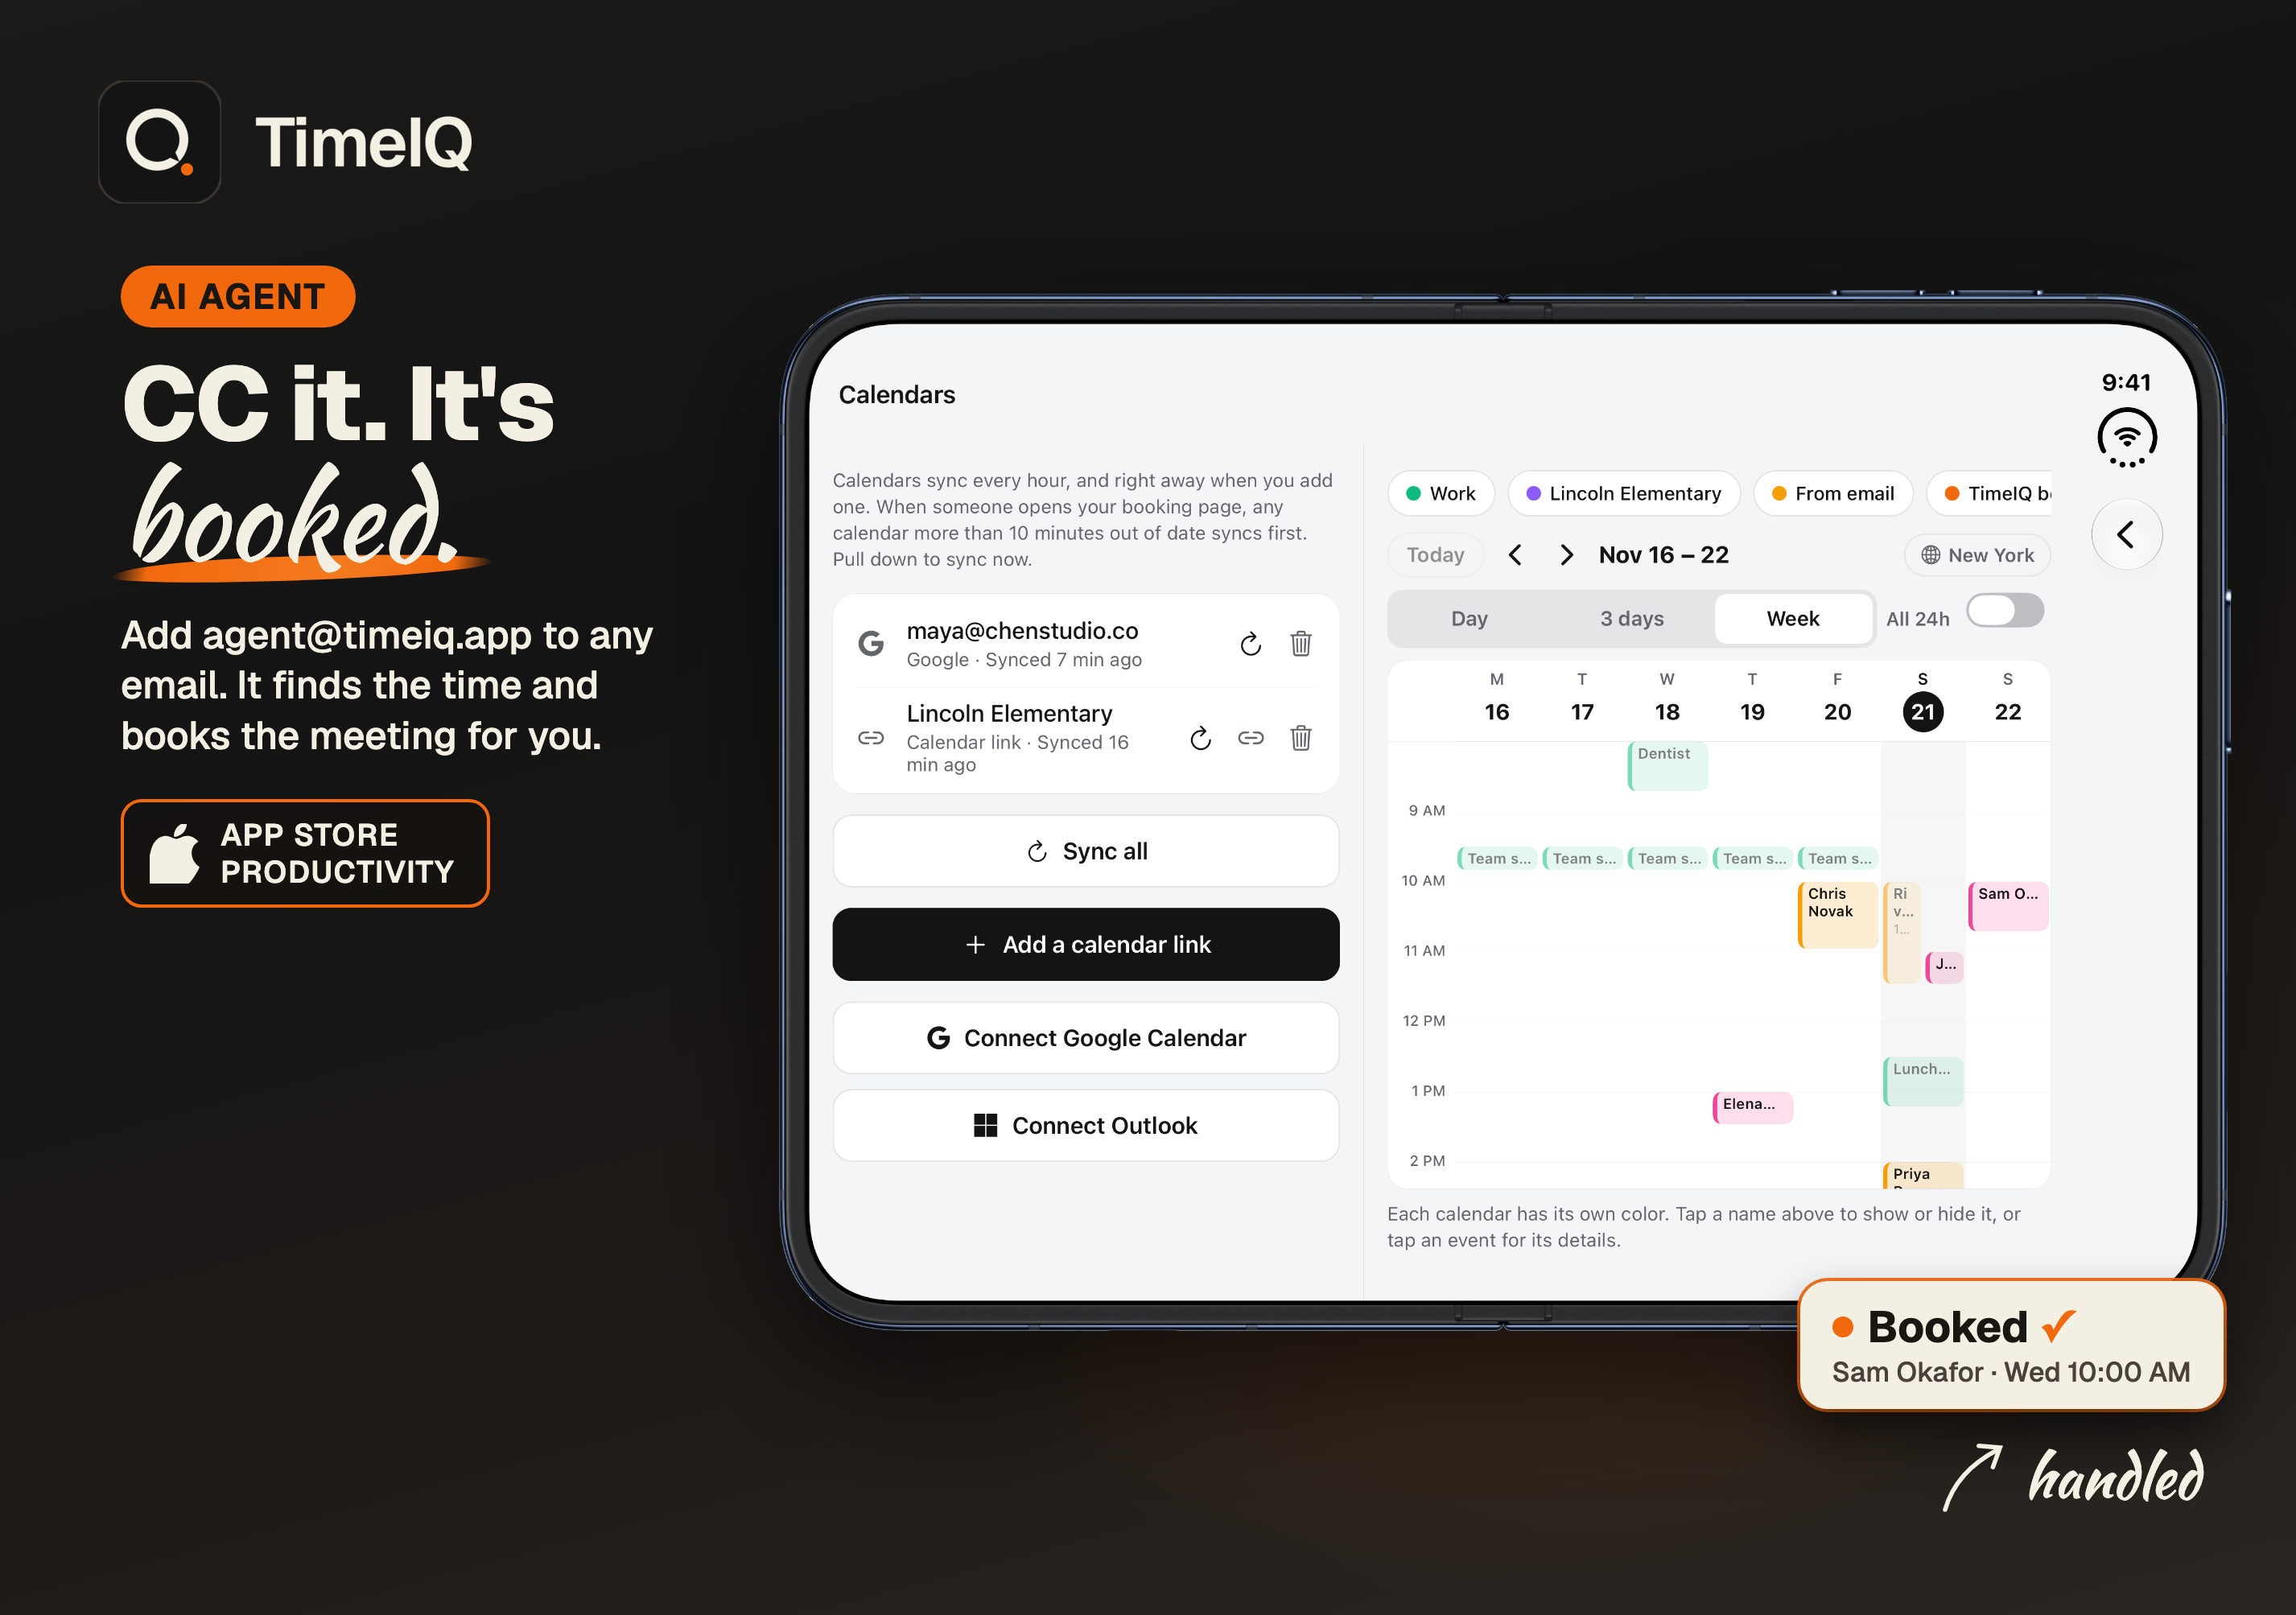 TimeIQ
AI AGENT
CC it. It's
booked.
Add agent@timeiq.app to any
email. It finds the time and
books the meeting for you.
APP STORE
PRODUCTIVITY
Calendars
Calendars sync every hour, and right away when you add
one. When someone opens your booking page, any
calendar more than 10 minutes out of date syncs first.
Pull down to sync now.
maya@chenstudio.co
Google · Synced 7 min ago
Lincoln Elementary
Calendar link · Synced 16
min ago
Sync all
Add a calendar link
Connect Google Calendar
Connect Outlook
9:41
Work
Lincoln Elementary
From email
TimeIQ b
Today
Nov 16 – 22
New York
Day
3 days
Week
All 24h
M T W T F S S
16 17 18 19 20 21 22
Dentist
9 AM
Team s... Team s... Team s... Team s... Team s...
10 AM
Chris
Novak
Ri
v...
1...
Sam O...
11 AM
J...
12 PM
Lunch...
1 PM
Elena...
2 PM
Priya
Each calendar has its own color. Tap a name above to show or hide it, or
tap an event for its details.
Booked
Sam Okafor · Wed 10:00 AM
handled